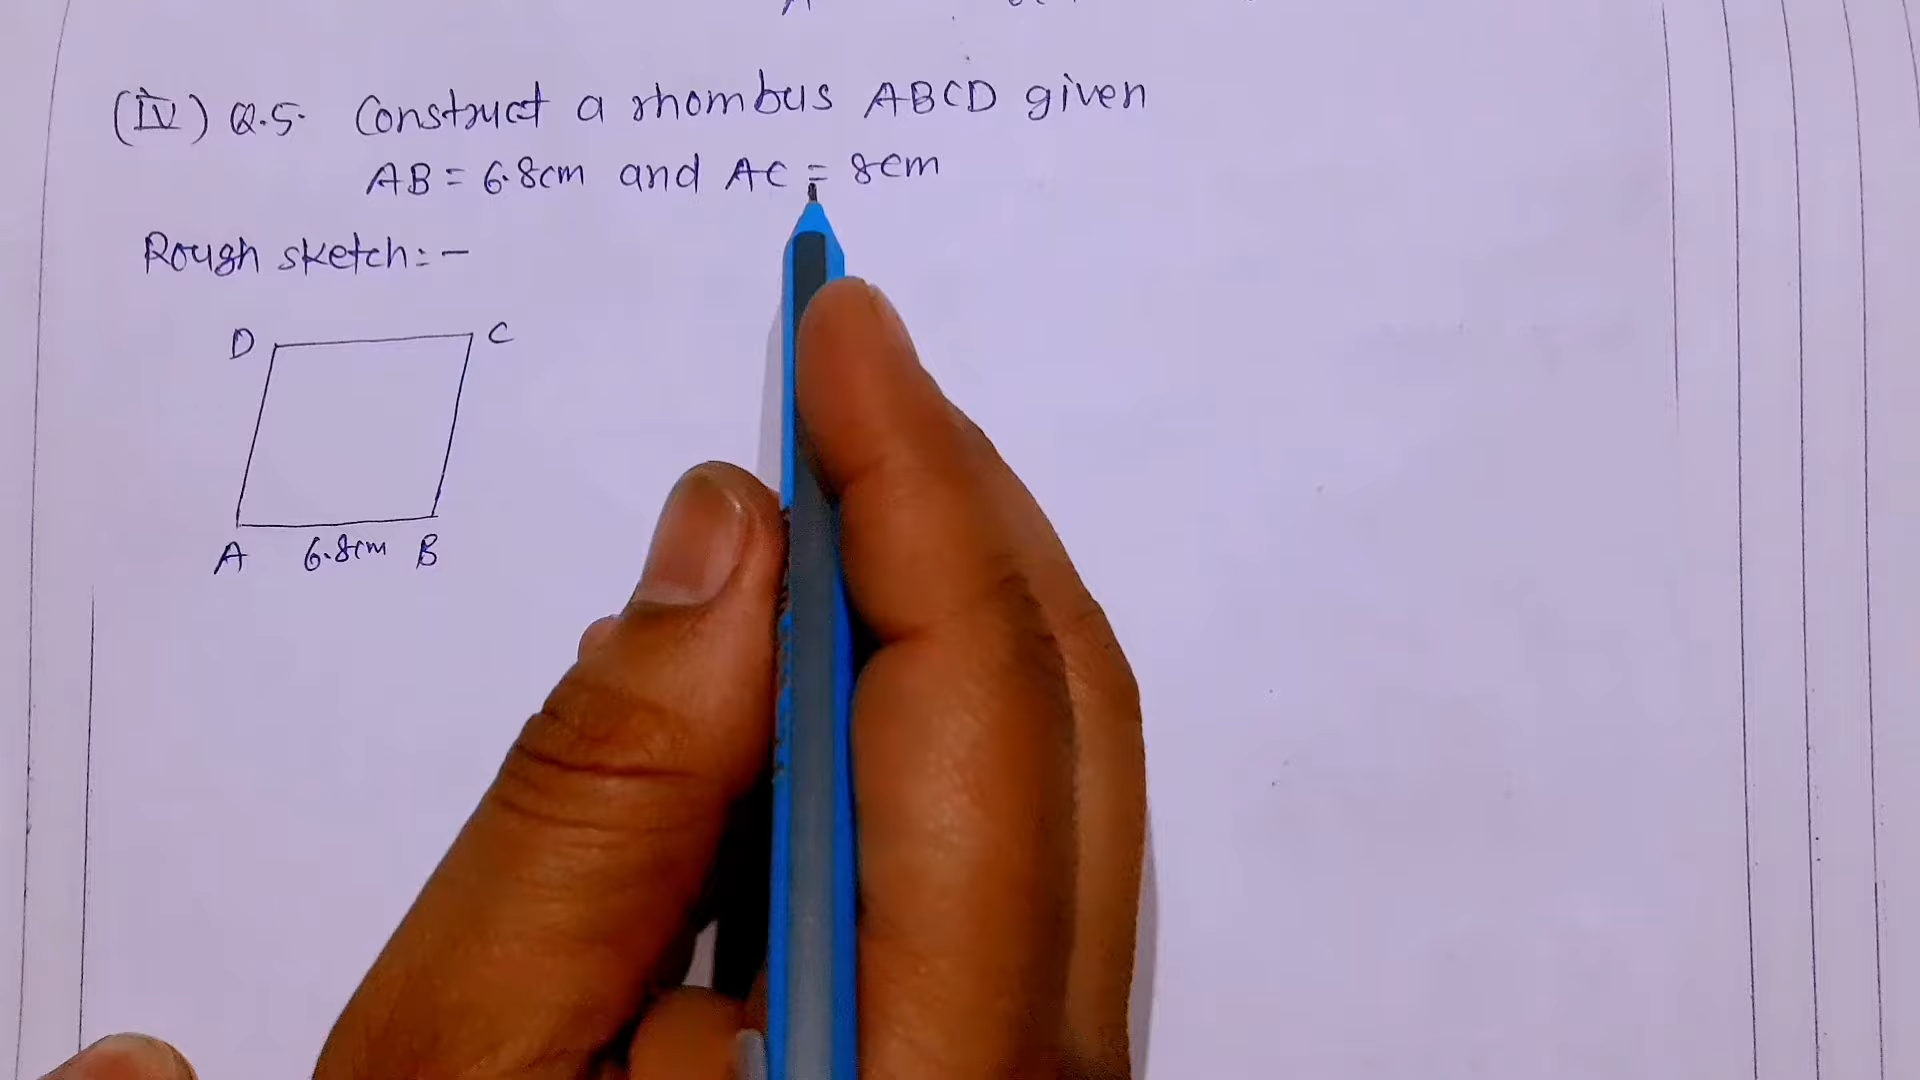 (IV) Q.5. Construct a rhombus ABCD given
AB = 6.8cm and AC = 8cm
Rough sketch:-
D C
A 6.8cm B